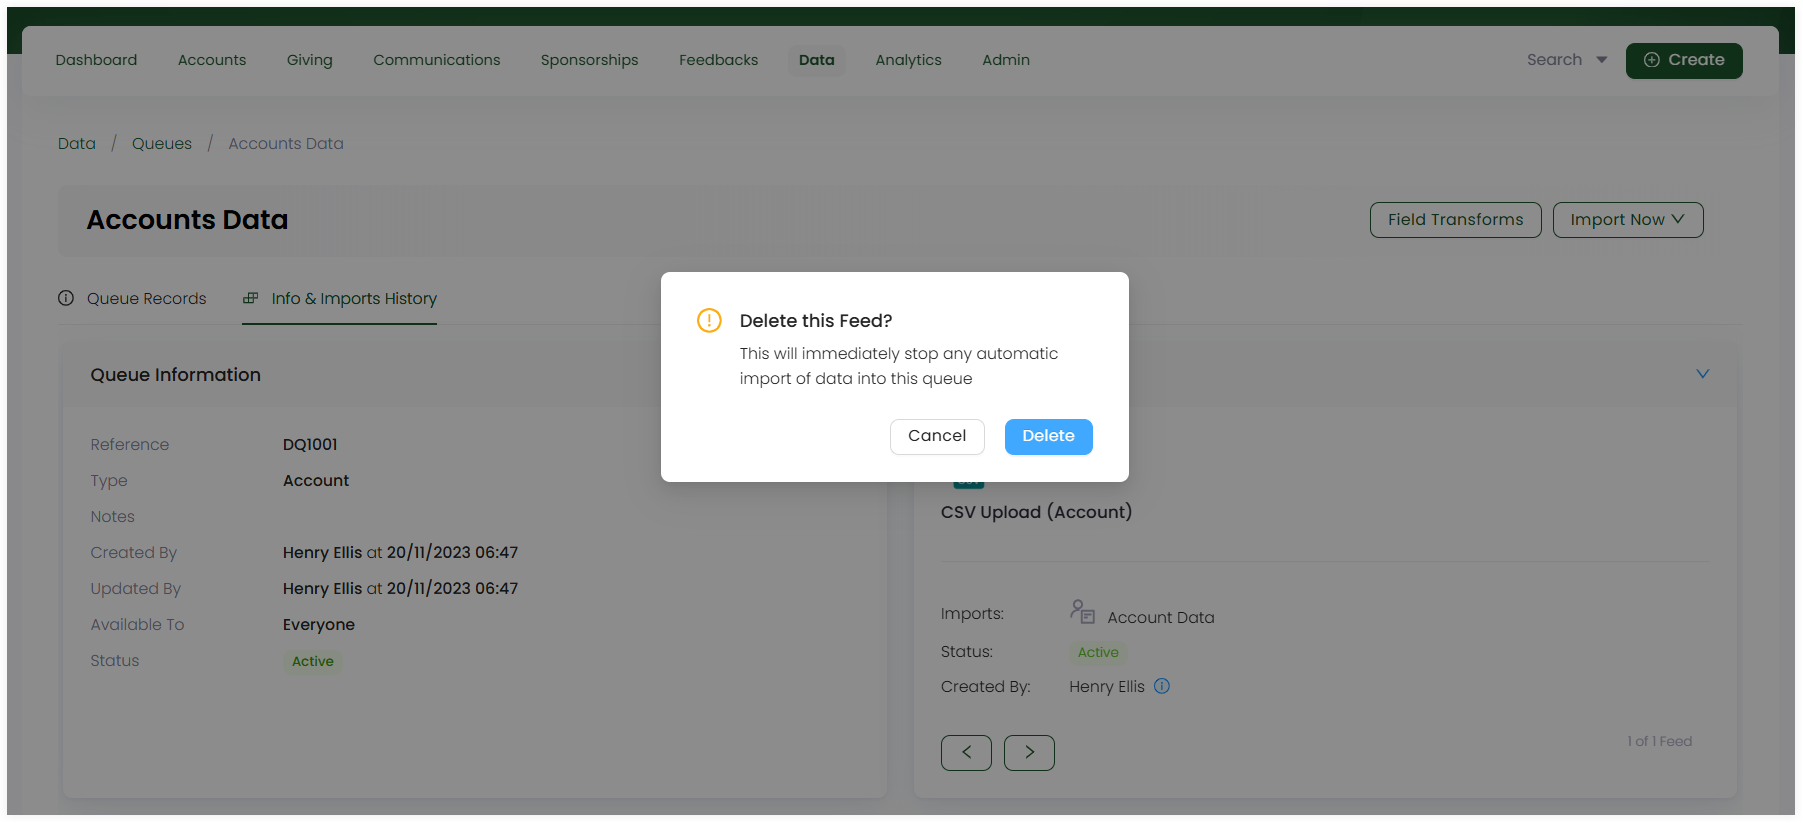 Dashboard Accounts Giving Communications Sponsorships Feedbacks Data Analytics Admin Search Create
Data / Queues / Accounts Data
Accounts Data
Field Transforms Import Now
Queue Records Info & Imports History
Delete this Feed?
This will immediately stop any automatic
import of data into this queue
Cancel Delete
Queue Information
Reference DQ1001
Type Account
Notes
Created By Henry Ellis at 20/11/2023 06:47
Updated By Henry Ellis at 20/11/2023 06:47
Available To Everyone
Status Active
CSV Upload (Account)
Imports: Account Data
Status: Active
Created By: Henry Ellis
1 of 1 Feed